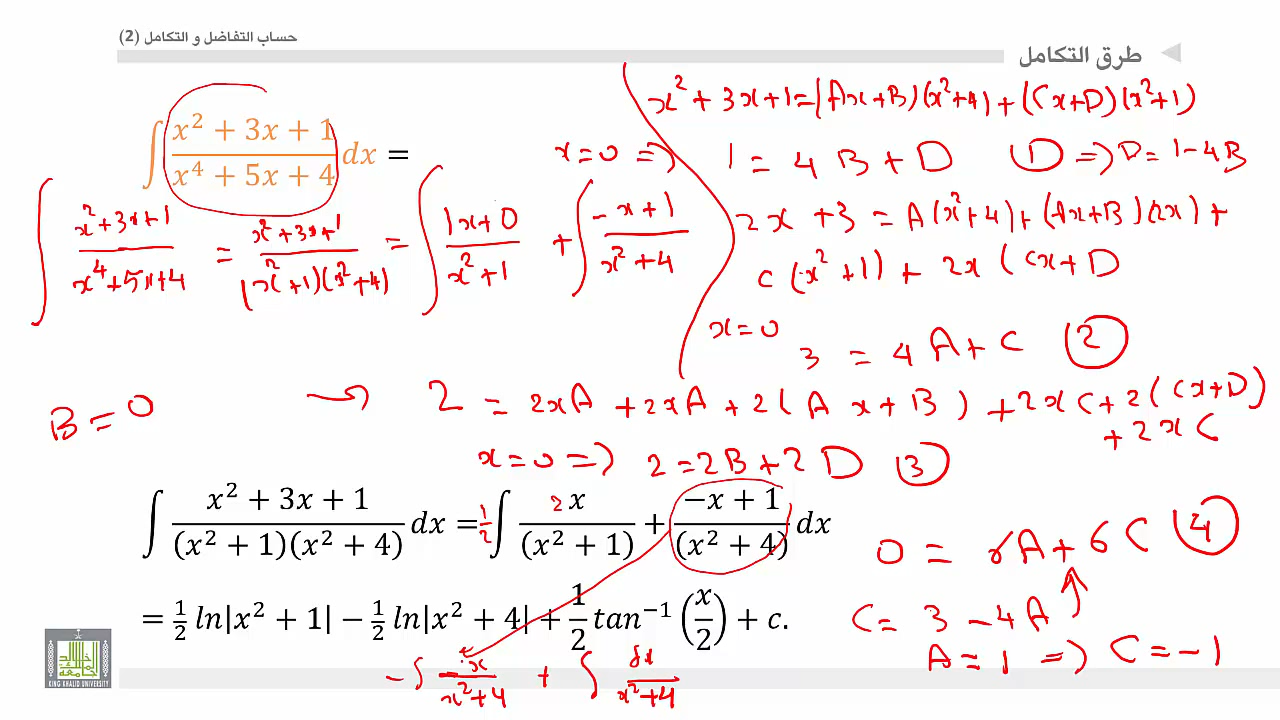 حساب التفاضل و التكامل (2)
طرق التكامل
∫ (x² + 3x + 1)/(x⁴ + 5x + 4) dx =
x² + 3x + 1 = (Ax+B)(x²+4) + (Cx+D)(x²+1)
x=0 ⇒ 1 = 4B + D ① ⇒ D = 1-4B
∫ (x²+3x+1)/(x⁴+5x+4) = (x²+3x+1)/((x²+1)(x²+4)) = ∫ (1x+0)/(x²+1) + ∫ (-x+1)/(x²+4)
2x + 3 = A(x²+4) + (Ax+B)(2x) +
C(x²+1) + 2x(Cx+D
x=0
3 = 4A + C ②
B = 0
→ 2 = 2xA + 2xA + 2(Ax+B) + 2xC + 2(Cx+D)
+ 2xC
x=0 ⇒ 2 = 2B + 2D ③
∫ (x² + 3x + 1)/((x² + 1)(x² + 4)) dx = ½ ∫ 2x/(x² + 1) + (-x + 1)/(x² + 4) dx
0 = 6A + 6C ④
= ½ ln|x² + 1| − ½ ln|x² + 4| + ½ tan⁻¹(x/2) + c.
C = 3 - 4A
A = 1 ⇒ C = -1
KING KHALID UNIVERSITY